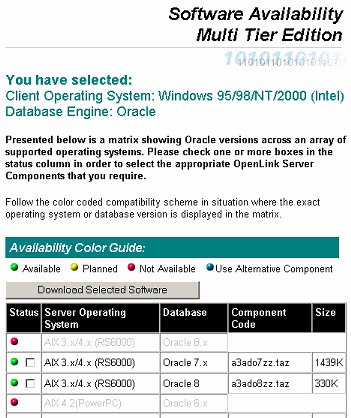 Software Availability
Multi Tier Edition
1010110101011010
You have selected:
Client Operating System: Windows 95/98/NT/2000 (Intel)
Database Engine: Oracle
Presented below is a matrix showing Oracle versions across an array of
supported operating systems. Please check one or more boxes in the
status column in order to select the appropriate OpenLink Server
Components that you require.
Follow the color coded compatibility scheme in situation where the exact
operating system or database version is displayed in the matrix.
Availability Color Guide:
Available Planned Not Available Use Alternative Component
Download Selected Software
Status Server Operating System Database Component Code Size
AIX 3.x/4.x (RS6000) Oracle 6.x
AIX 3.x/4.x (RS6000) Oracle 7.x a3ado7zz.taz 1439K
AIX 3.x/4.x (RS6000) Oracle 8 a3ado8zz.taz 330K
AIX 4.2(PowerPC) Oracle 6.x